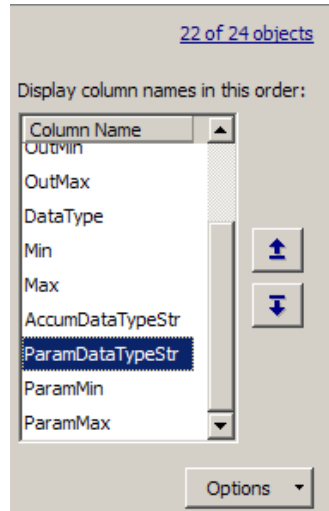 22 of 24 objects
Display column names in this order:
Column Name
OutMin
OutMax
DataType
Min
Max
AccumDataTypeStr
ParamDataTypeStr
ParamMin
ParamMax
Options